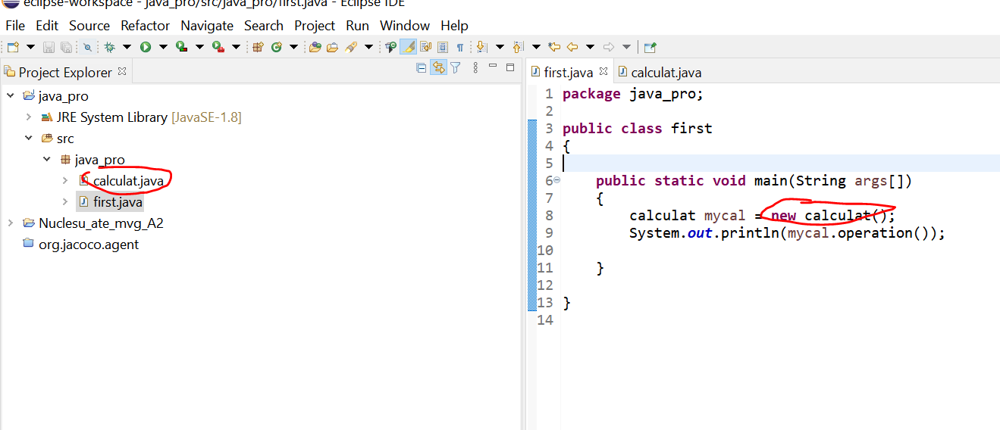 eclipse-workspace - java_pro/src/java_pro/first.java - Eclipse IDE
File Edit Source Refactor Navigate Search Project Run Window Help
Project Explorer
java_pro
JRE System Library [JavaSE-1.8]
src
java_pro
calculat.java
first.java
Nuclesu_ate_mvg_A2
org.jacoco.agent
first.java calculat.java
1 package java_pro;
2
3 public class first
4 {
5
6 public static void main(String args[])
7 {
8 calculat mycal = new calculat();
9 System.out.println(mycal.operation());
10
11 }
12
13 }
14